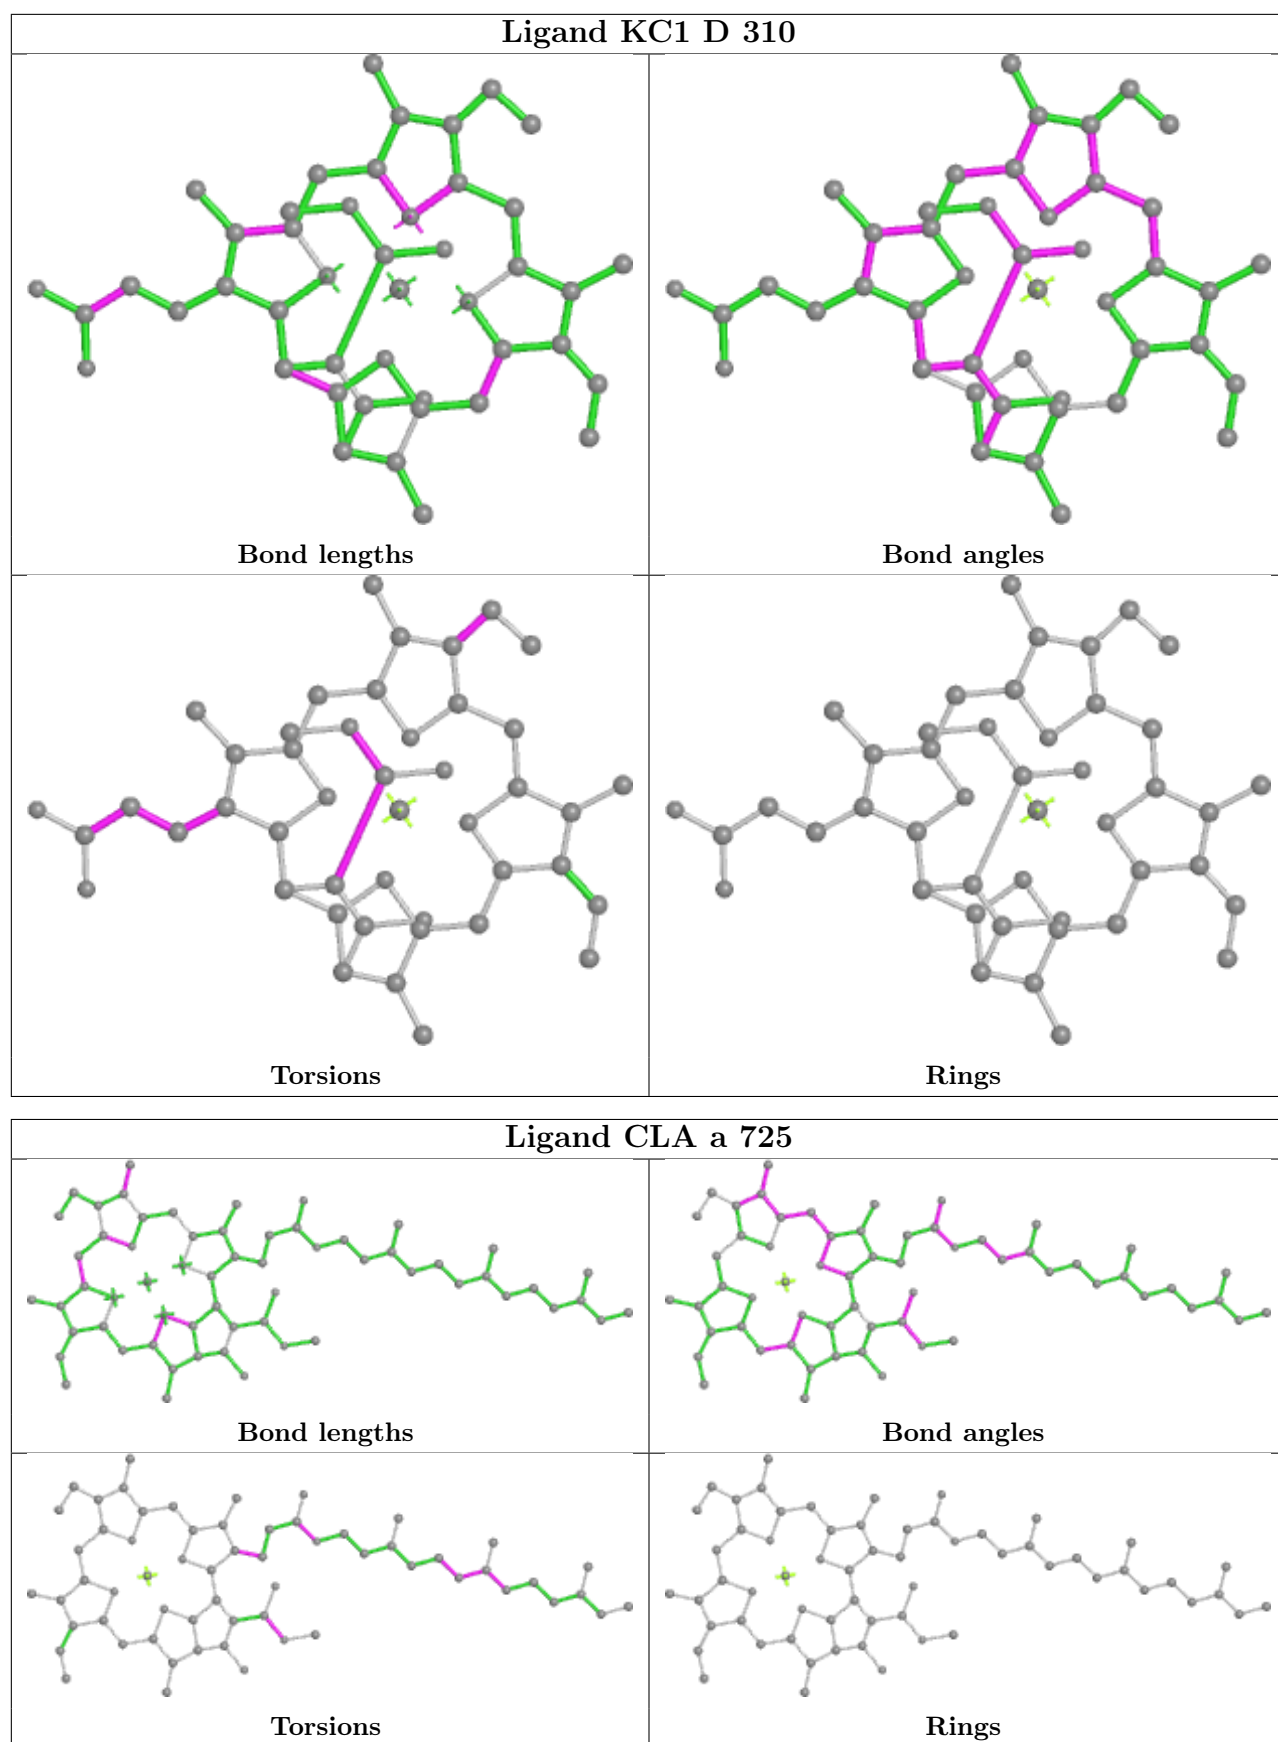 Ligand KC1 D 310
Bond lengths
Bond angles
Torsions
Rings
Ligand CLA a 725
Bond lengths
Bond angles
Torsions
Rings